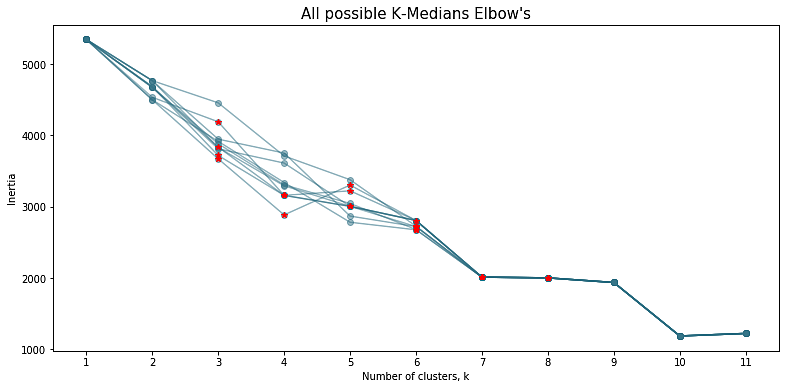 All possible K-Medians Elbow's
5000
4000
3000
2000
1000
Inertia
1 2 3 4 5 6 7 8 9 10 11
Number of clusters, k